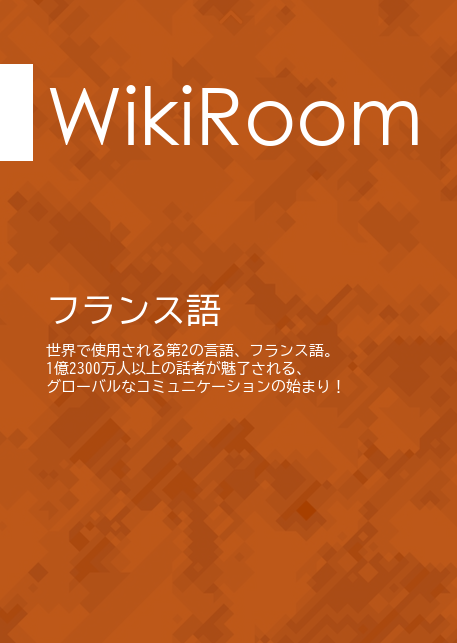 WikiRoom
フランス語
世界で使用される第2の言語、フランス語。
1億2300万人以上の話者が魅了される、
グローバルなコミュニケーションの始まり！